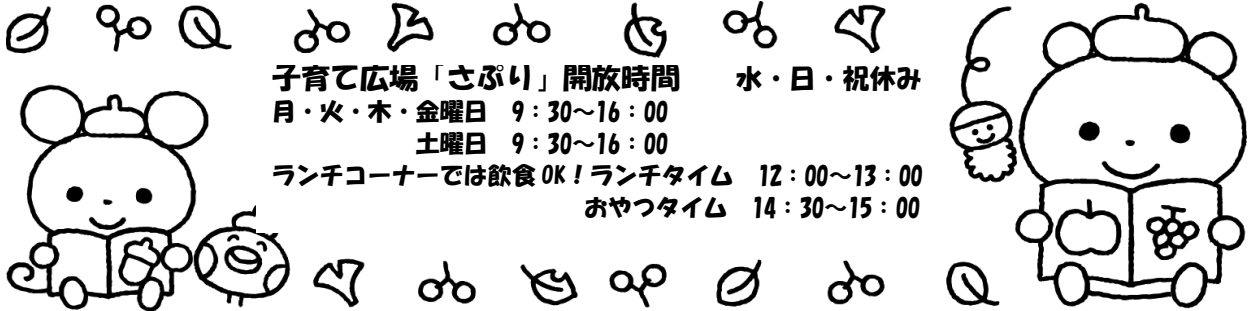 子育て広場「さぷり」開放時間　　水・日・祝休み
月・火・木・金曜日　9：30～16：00
土曜日　9：30～16：00
ランチコーナーでは飲食OK！ランチタイム　12：00～13：00
おやつタイム　14：30～15：00